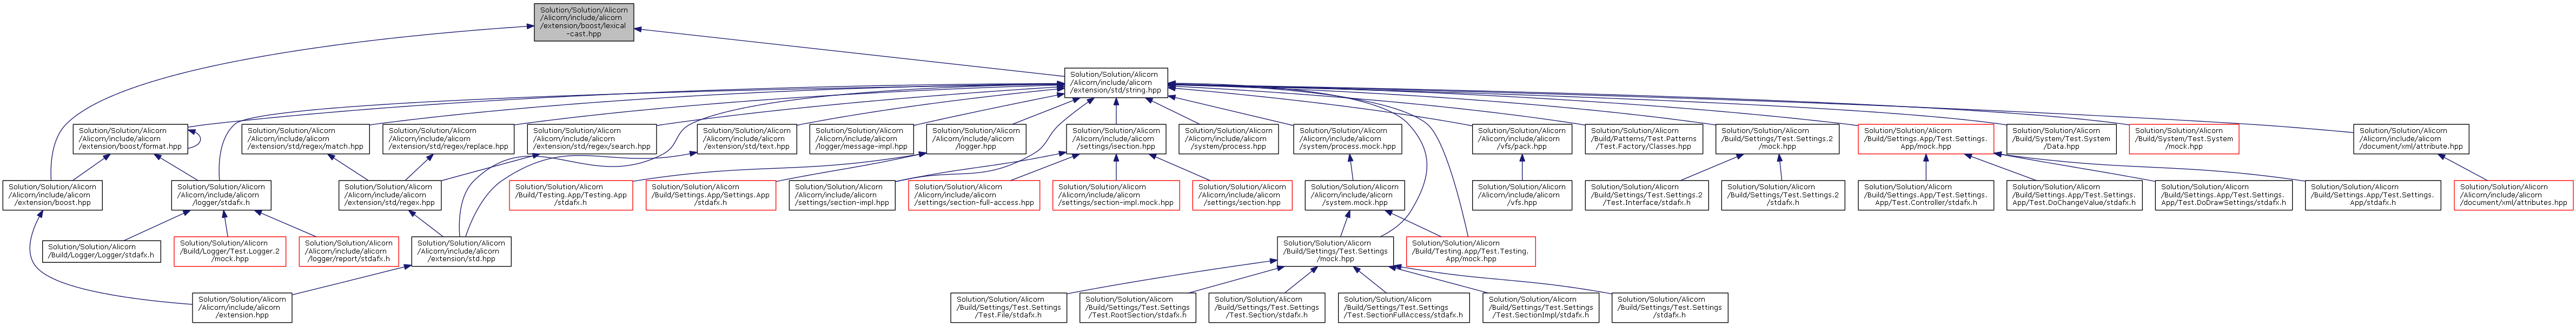 Solution/Solution/Alicorn
/Alicorn/include/alicorn
/extension/boost/lexical
-cast.hpp
Solution/Solution/Alicorn
/Alicorn/include/alicorn
/extension/std/string.hpp
Solution/Solution/Alicorn
/Alicorn/include/alicorn
/extension/boost/format.hpp
Solution/Solution/Alicorn
/Alicorn/include/alicorn
/extension/std/regex/match.hpp
Solution/Solution/Alicorn
/Alicorn/include/alicorn
/extension/std/regex/replace.hpp
Solution/Solution/Alicorn
/Alicorn/include/alicorn
/extension/std/regex/search.hpp
Solution/Solution/Alicorn
/Alicorn/include/alicorn
/extension/std/text.hpp
Solution/Solution/Alicorn
/Alicorn/include/alicorn
/logger/message-impl.hpp
Solution/Solution/Alicorn
/Alicorn/include/alicorn
/logger.hpp
Solution/Solution/Alicorn
/Alicorn/include/alicorn
/settings/isection.hpp
Solution/Solution/Alicorn
/Alicorn/include/alicorn
/system/process.hpp
Solution/Solution/Alicorn
/Alicorn/include/alicorn
/system/process.mock.hpp
Solution/Solution/Alicorn
/Alicorn/include/alicorn
/vfs/pack.hpp
Solution/Solution/Alicorn
/Build/Patterns/Test.Patterns
/Test.Factory/Classes.hpp
Solution/Solution/Alicorn
/Build/Settings/Test.Settings.2
/mock.hpp
Solution/Solution/Alicorn
/Build/Settings.App/Test.Settings.
App/mock.hpp
Solution/Solution/Alicorn
/Build/System/Test.System
/Data.hpp
Solution/Solution/Alicorn
/Build/System/Test.System
/mock.hpp
Solution/Solution/Alicorn
/Alicorn/include/alicorn
/document/xml/attribute.hpp
Solution/Solution/Alicorn
/Alicorn/include/alicorn
/extension/boost.hpp
Solution/Solution/Alicorn
/Alicorn/include/alicorn
/logger/stdafx.h
Solution/Solution/Alicorn
/Alicorn/include/alicorn
/extension/std/regex.hpp
Solution/Solution/Alicorn
/Build/Testing.App/Testing.App
/stdafx.h
Solution/Solution/Alicorn
/Build/Settings.App/Settings.App
/stdafx.h
Solution/Solution/Alicorn
/Alicorn/include/alicorn
/settings/section-impl.hpp
Solution/Solution/Alicorn
/Alicorn/include/alicorn
/settings/section-full-access.hpp
Solution/Solution/Alicorn
/Alicorn/include/alicorn
/settings/section-impl.mock.hpp
Solution/Solution/Alicorn
/Alicorn/include/alicorn
/settings/section.hpp
Solution/Solution/Alicorn
/Alicorn/include/alicorn
/system.mock.hpp
Solution/Solution/Alicorn
/Alicorn/include/alicorn
/vfs.hpp
Solution/Solution/Alicorn
/Build/Settings/Test.Settings.2
/Test.Interface/stdafx.h
Solution/Solution/Alicorn
/Build/Settings/Test.Settings.2
/stdafx.h
Solution/Solution/Alicorn
/Build/Settings.App/Test.Settings.
App/Test.Controller/stdafx.h
Solution/Solution/Alicorn
/Build/Settings.App/Test.Settings.
App/Test.DoChangeValue/stdafx.h
Solution/Solution/Alicorn
/Build/Settings.App/Test.Settings.
App/Test.DoDrawSettings/stdafx.h
Solution/Solution/Alicorn
/Build/Settings.App/Test.Settings.
App/stdafx.h
Solution/Solution/Alicorn
/Alicorn/include/alicorn
/document/xml/attributes.hpp
Solution/Solution/Alicorn
/Build/Logger/Logger/stdafx.h
Solution/Solution/Alicorn
/Build/Logger/Test.Logger.2
/mock.hpp
Solution/Solution/Alicorn
/Alicorn/include/alicorn
/logger/report/stdafx.h
Solution/Solution/Alicorn
/Alicorn/include/alicorn
/extension/std.hpp
Solution/Solution/Alicorn
/Build/Settings/Test.Settings
/mock.hpp
Solution/Solution/Alicorn
/Build/Testing.App/Test.Testing.
App/mock.hpp
Solution/Solution/Alicorn
/Alicorn/include/alicorn
/extension.hpp
Solution/Solution/Alicorn
/Build/Settings/Test.Settings
/Test.File/stdafx.h
Solution/Solution/Alicorn
/Build/Settings/Test.Settings
/Test.RootSection/stdafx.h
Solution/Solution/Alicorn
/Build/Settings/Test.Settings
/Test.Section/stdafx.h
Solution/Solution/Alicorn
/Build/Settings/Test.Settings
/Test.SectionFullAccess/stdafx.h
Solution/Solution/Alicorn
/Build/Settings/Test.Settings
/Test.SectionImpl/stdafx.h
Solution/Solution/Alicorn
/Build/Settings/Test.Settings
/stdafx.h